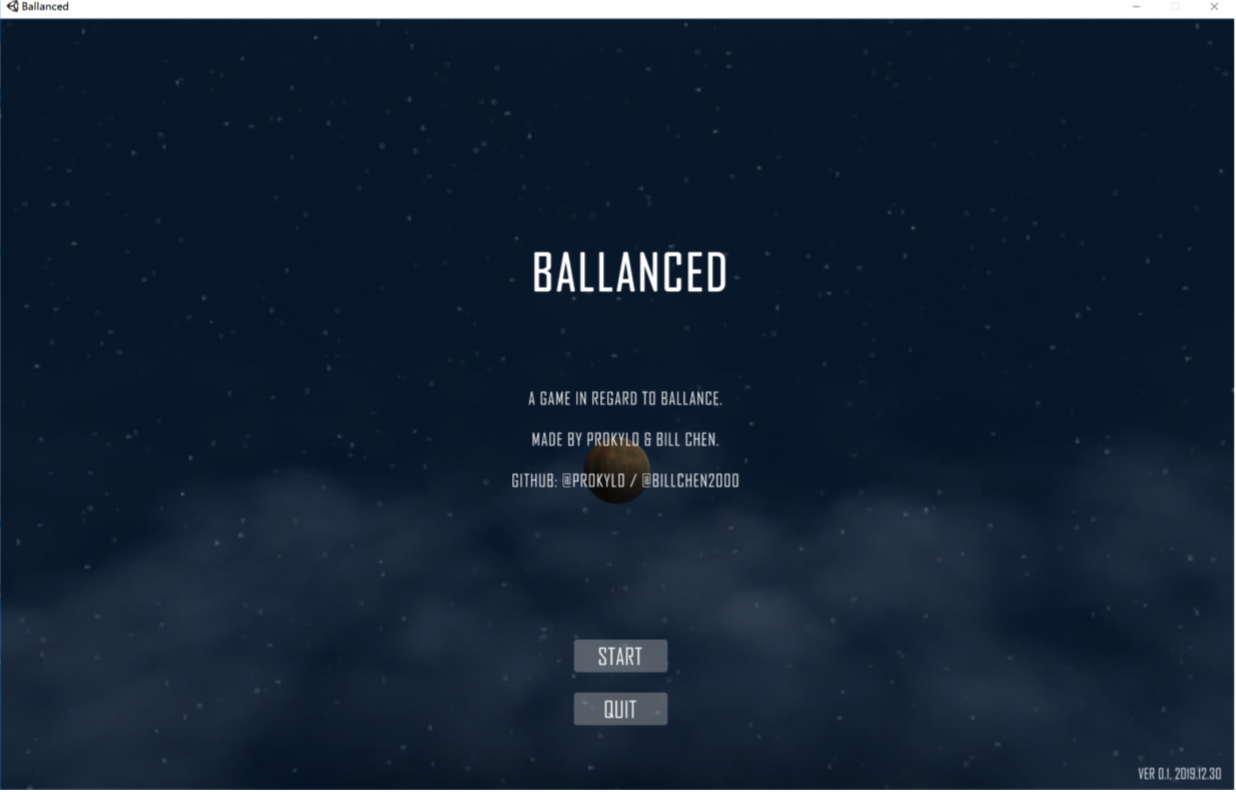 Ballanced
BALLANCED
A GAME IN REGARD TO BALLANCE.
MADE BY PROKYLO & BILL CHEN.
GITHUB: @PROKYLO / @BILLCHEN2000
START
QUIT
VER 0.1, 2019.12.30